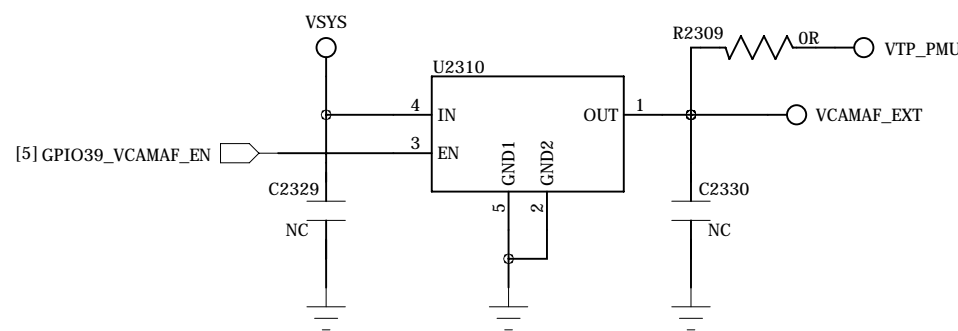 VSYS
R2309
0R
VTP_PMU
U2310
4
IN
OUT
1
VCAMAF_EXT
[5] GPIO39_VCAMAF_EN
3
EN
GND1
GND2
C2329
C2330
5
2
NC
NC